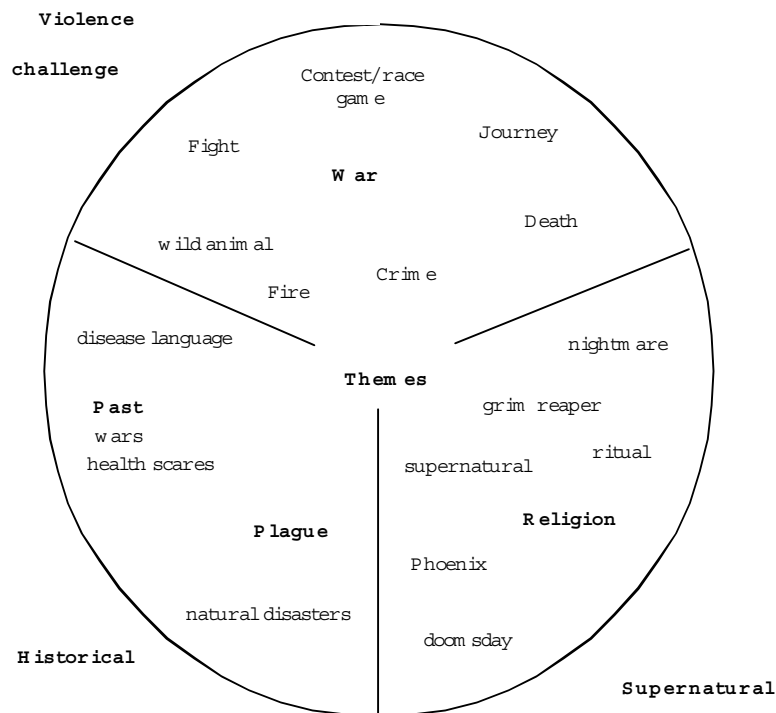 Violence
challenge
Contest/race
game
Journey
Fight
War
Death
wild animal
Crime
Fire
disease language
nightmare
Themes
Past
grim reaper
wars
ritual
health scares
supernatural
Religion
Plague
Phoenix
natural disasters
doomsday
Historical
Supernatural